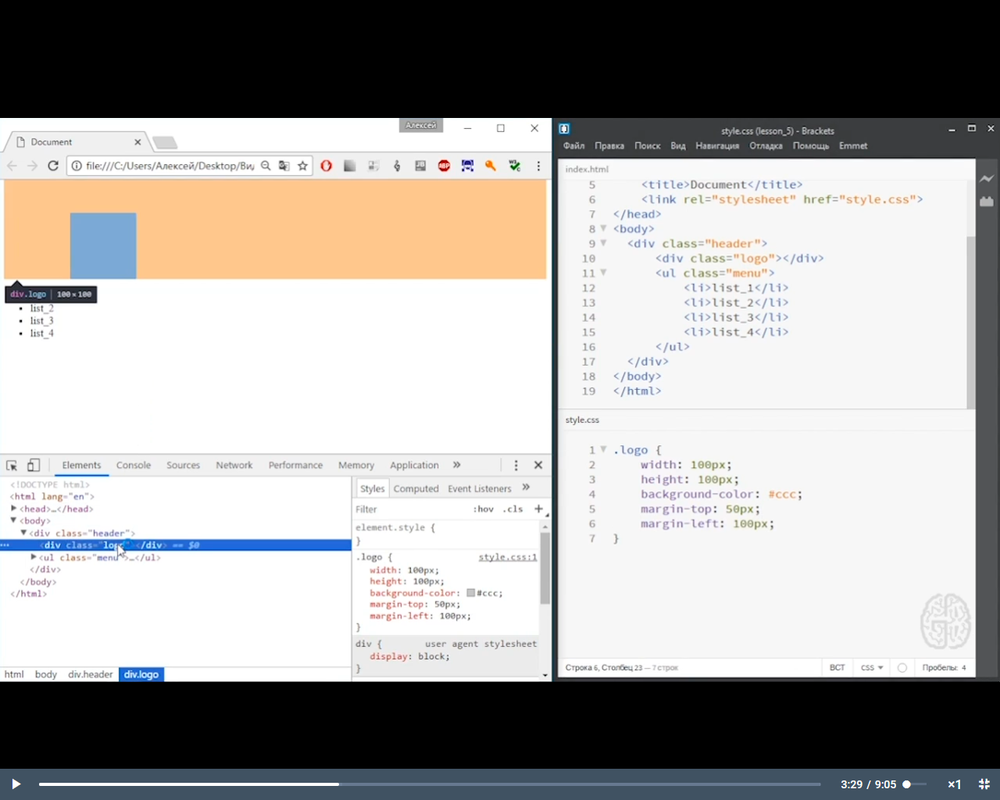 Алексей
Document
file:///C:/Users/Алексей/Desktop/Ви
div.logo | 100×100
list_2
list_3
list_4
Elements Console Sources Network Performance Memory Application »
<!DOCTYPE html>
<html lang="en">
<head>…</head>
<body>
<div class="header">
<div class="logo"></div> == $0
<ul class="menu">…</ul>
</div>
</body>
</html>
html body div.header div.logo
Styles Computed Event Listeners »
Filter :hov .cls +
element.style {
}
.logo { style.css:1
width: 100px;
height: 100px;
background-color: #ccc;
margin-top: 50px;
margin-left: 100px;
}
div { user agent stylesheet
display: block;
}
style.css (lesson_5) - Brackets
Файл Правка Поиск Вид Навигация Отладка Помощь Emmet
index.html
5 <title>Document</title>
6 <link rel="stylesheet" href="style.css">
7 </head>
8 <body>
9 <div class="header">
10 <div class="logo"></div>
11 <ul class="menu">
12 <li>list_1</li>
13 <li>list_2</li>
14 <li>list_3</li>
15 <li>list_4</li>
16 </ul>
17 </div>
18 </body>
19 </html>
style.css
1 .logo {
2 width: 100px;
3 height: 100px;
4 background-color: #ccc;
5 margin-top: 50px;
6 margin-left: 100px;
7 }
Строка 6, Столбец 23 — 7 строк
ВСТ CSS Пробелы: 4
3:29 / 9:05 ×1